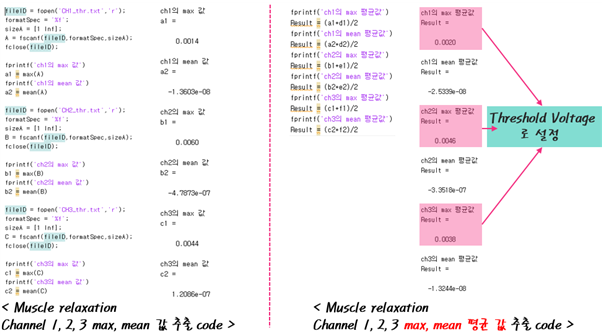 fileID = fopen('CH1_thr.txt','r');
formatSpec = '%f';
sizeA = [1 Inf];
A = fscanf(fileID,formatSpec,sizeA);
fclose(fileID);
fprintf('ch1의 max 값')
a1 = max(A)
fprintf('ch1의 mean 값')
a2 = mean(A)
fileID = fopen('CH2_thr.txt','r');
formatSpec = '%f';
sizeA = [1 Inf];
B = fscanf(fileID,formatSpec,sizeA);
fclose(fileID);
fprintf('ch2의 max 값')
b1 = max(B)
fprintf('ch2의 mean 값')
b2 = mean(B)
fileID = fopen('CH3_thr.txt','r');
formatSpec = '%f';
sizeA = [1 Inf];
C = fscanf(fileID,formatSpec,sizeA);
fclose(fileID);
fprintf('ch3의 max 값')
c1 = max(C)
fprintf('ch3의 mean 값')
c2 = mean(C)
ch1의 max 값
a1 =
0.0014
ch1의 mean 값
a2 =
-1.3603e-08
ch2의 max 값
b1 =
0.0060
ch2의 mean 값
b2 =
-4.7873e-07
ch3의 max 값
c1 =
0.0044
ch3의 mean 값
c2 =
1.2086e-07
< Muscle relaxation
Channel 1, 2, 3 max, mean 값 추출 code >
fprintf('ch1의 max 평균값')
Result = (a1+d1)/2
fprintf('ch1의 mean 평균값')
Result = (a2+d2)/2
fprintf('ch2의 max 평균값')
Result = (b1+e1)/2
fprintf('ch2의 mean 평균값')
Result = (b2+e2)/2
fprintf('ch3의 max 평균값')
Result = (c1+f1)/2
fprintf('ch3의 mean 평균값')
Result = (c2+f2)/2
ch1의 max 평균값
Result =
0.0020
ch1의 mean 평균값
Result =
-2.5339e-08
ch2의 max 평균값
Result =
0.0046
ch2의 mean 평균값
Result =
-3.3518e-07
ch3의 max 평균값
Result =
0.0038
ch3의 mean 평균값
Result =
-1.3244e-08
Threshold Voltage
로 설정
< Muscle relaxation
Channel 1, 2, 3 max, mean 평균 값 추출 code >